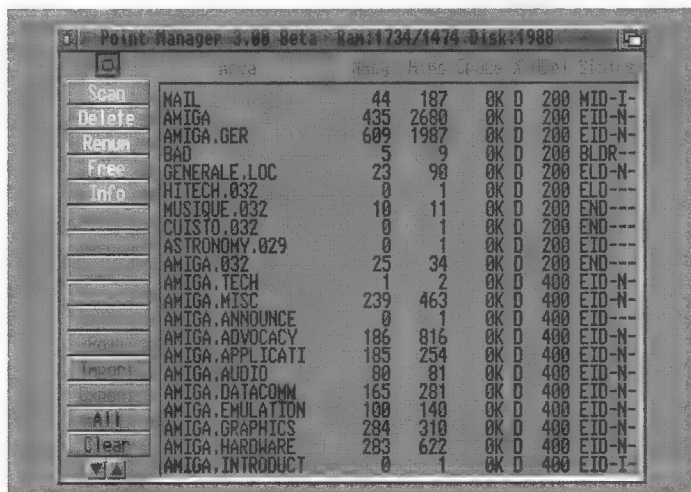 Point Manager 3.00 Beta Ram:1734/1474 Disk:1988
Area
Scan
Delete
Renum
Free
Info
Import
All
Clear
MAIL 44 187 0K D 200 MID-I-
AMIGA 435 2680 0K D 200 EID-N-
AMIGA.GER 609 1987 0K D 200 EID-N-
BAD 5 9 0K D 200 BLDR--
GENERALE.LOC 23 90 0K D 200 ELD-N-
HITECH.032 0 1 0K D 200 ELD---
MUSIQUE.032 10 11 0K D 200 END---
CUISTO.032 0 1 0K D 200 END---
ASTRONOMY.029 0 1 0K D 200 EID---
AMIGA.032 25 34 0K D 200 END---
AMIGA.TECH 1 2 0K D 400 EID-N-
AMIGA.MISC 239 463 0K D 400 EID-N-
AMIGA.ANNOUNCE 0 1 0K D 400 EID---
AMIGA.ADVOCACY 186 816 0K D 400 EID-N-
AMIGA.APPLICATI 185 254 0K D 400 EID-N-
AMIGA.AUDIO 80 81 0K D 400 EID-N-
AMIGA.DATACOMM 165 281 0K D 400 EID-N-
AMIGA.EMULATION 100 140 0K D 400 EID-N-
AMIGA.GRAPHICS 284 310 0K D 400 EID-N-
AMIGA.HARDWARE 283 622 0K D 400 EID-N-
AMIGA.INTRODUCT 0 1 0K D 400 EID-I-